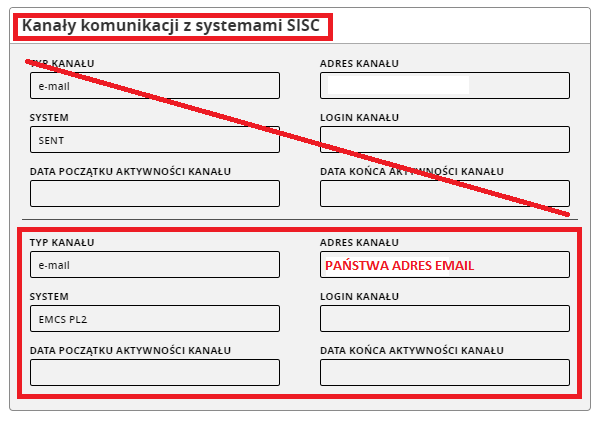 Kanały komunikacji z systemami SISC
TYP KANAŁU
ADRES KANAŁU
e-mail
SYSTEM
LOGIN KANAŁU
SENT
DATA POCZĄTKU AKTYWNOŚCI KANAŁU
DATA KOŃCA AKTYWNOŚCI KANAŁU
TYP KANAŁU
ADRES KANAŁU
e-mail
PAŃSTWA ADRES EMAIL
SYSTEM
LOGIN KANAŁU
EMCS PL2
DATA POCZĄTKU AKTYWNOŚCI KANAŁU
DATA KOŃCA AKTYWNOŚCI KANAŁU